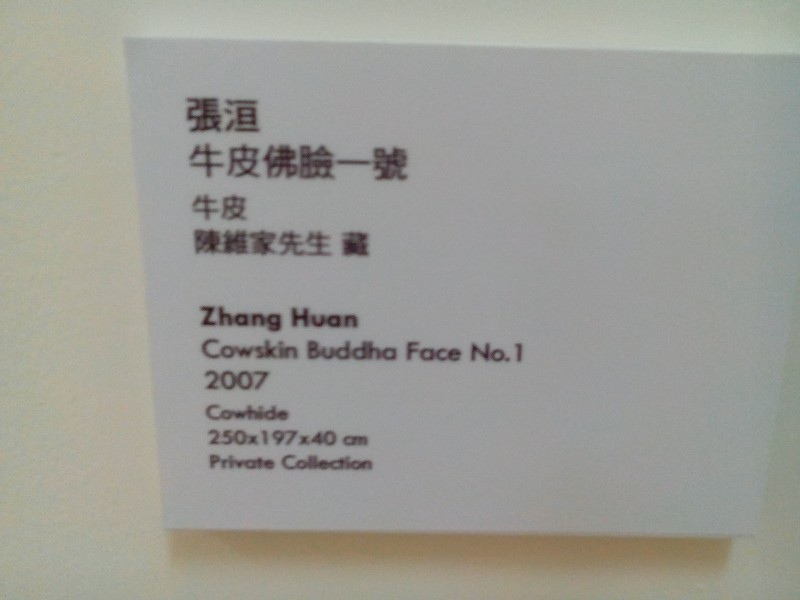 張洹
牛皮佛臉一號
牛皮
陳維家先生 藏
Zhang Huan
Cowskin Buddha Face No.1
2007
Cowhide
250x197x40 cm
Private Collection